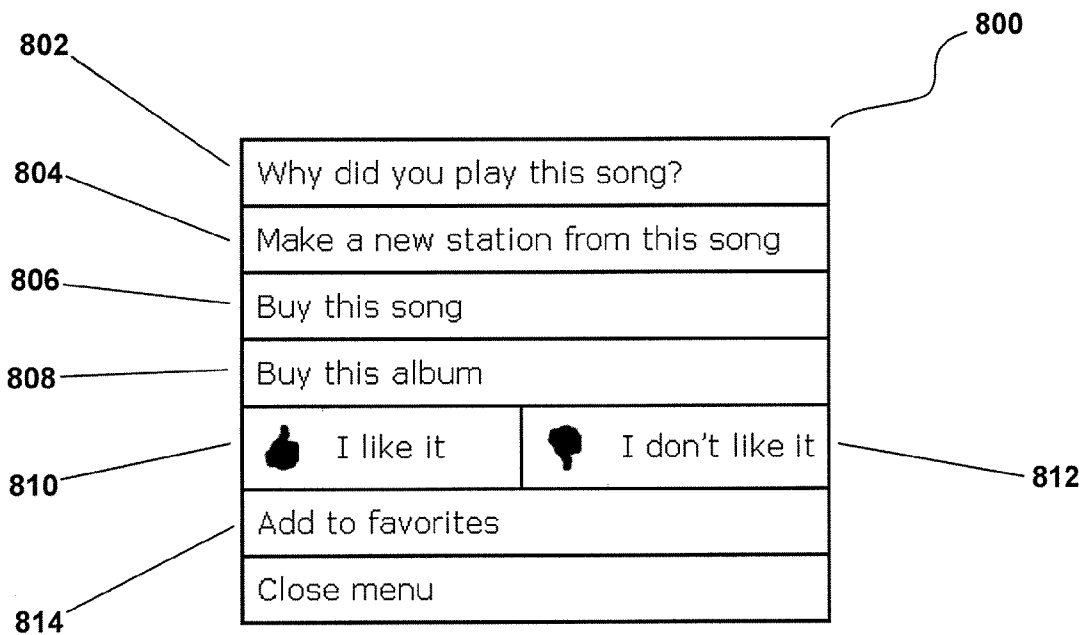 800
802
Why did you play this song?
804
Make a new station from this song
806
Buy this song
808
Buy this album
810
I like it
I don't like it
812
Add to favorites
814
Close menu